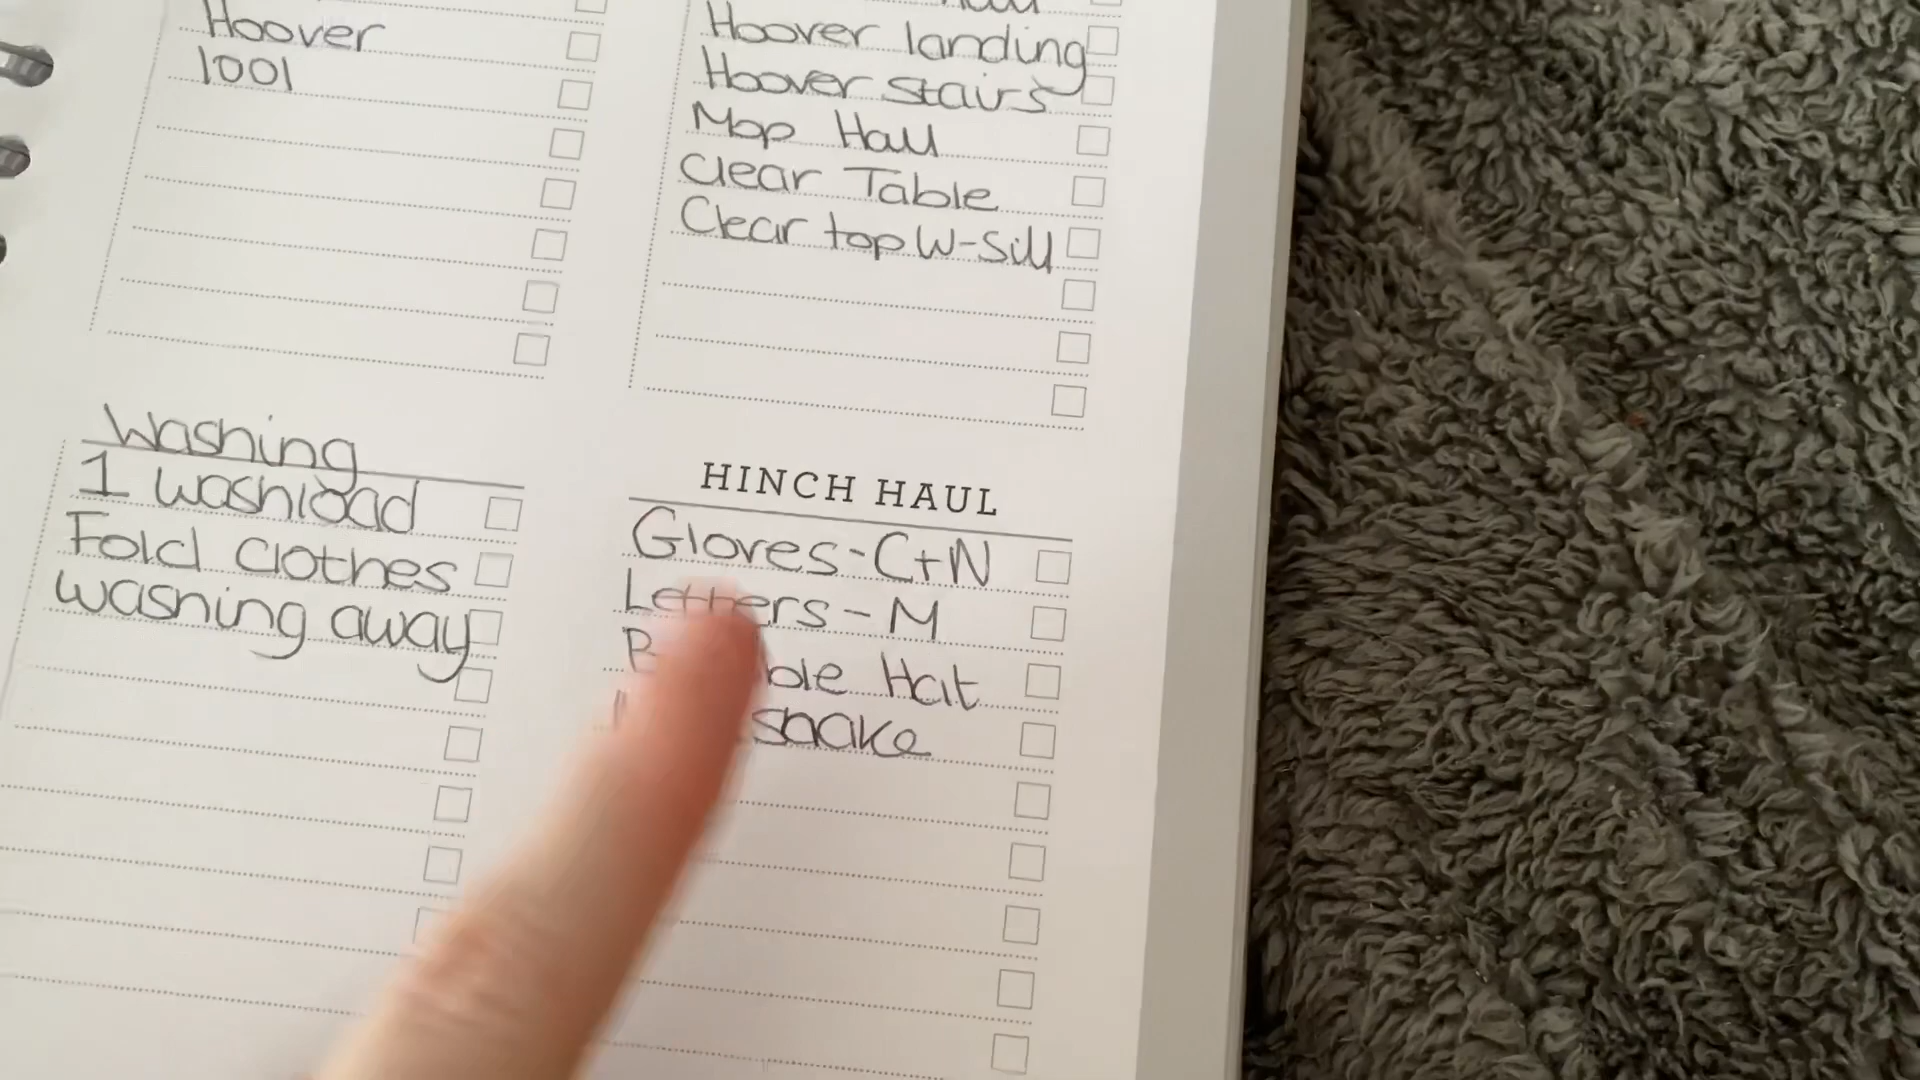 Hoover
1001
Hoover landing
Hoover stairs
Mop Hall
Clear Table
Clear top W-Sill
Washing
1 washload
Fold Clothes
washing away
HINCH HAUL
Gloves-C+N
Letters-M
Hat